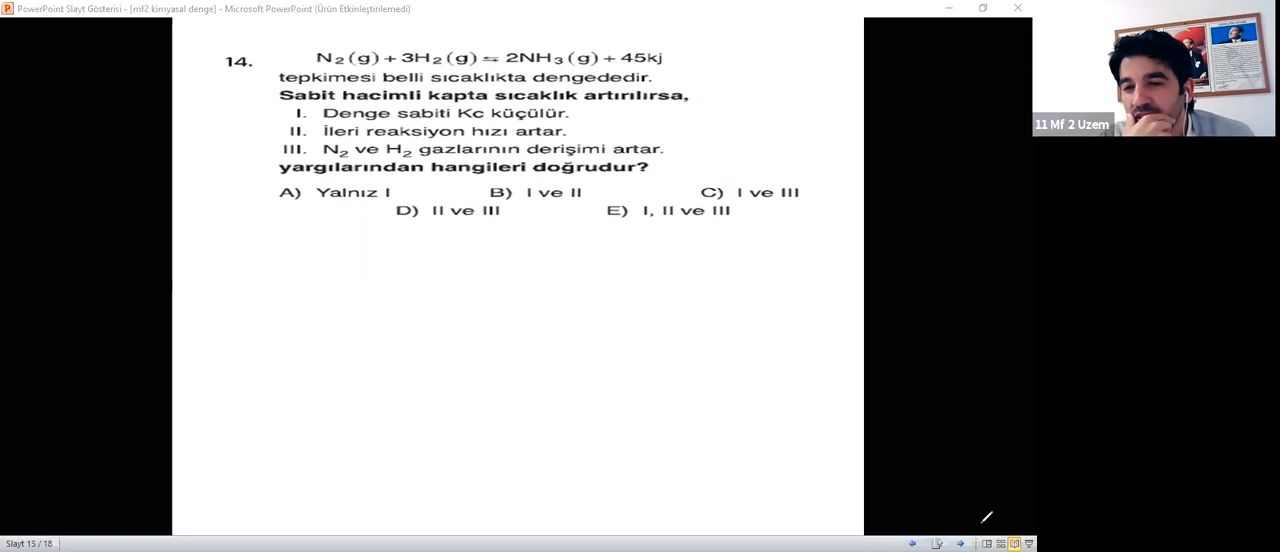 PowerPoint Slayt Gösterisi - [mf2 kimyasal denge] - Microsoft PowerPoint (Ürün Etkinleştirilemedi)
14. N₂(g) + 3H₂(g) ⇆ 2NH₃(g) + 45kj
tepkimesi belli sıcaklıkta dengededir.
Sabit hacimli kapta sıcaklık artırılırsa,
I. Denge sabiti Kc küçülür.
II. İleri reaksiyon hızı artar.
III. N₂ ve H₂ gazlarının derişimi artar.
yargılarından hangileri doğrudur?
A) Yalnız I B) I ve II C) I ve III
D) II ve III E) I, II ve III
11 Mf 2 Uzem
Slayt 15 / 18